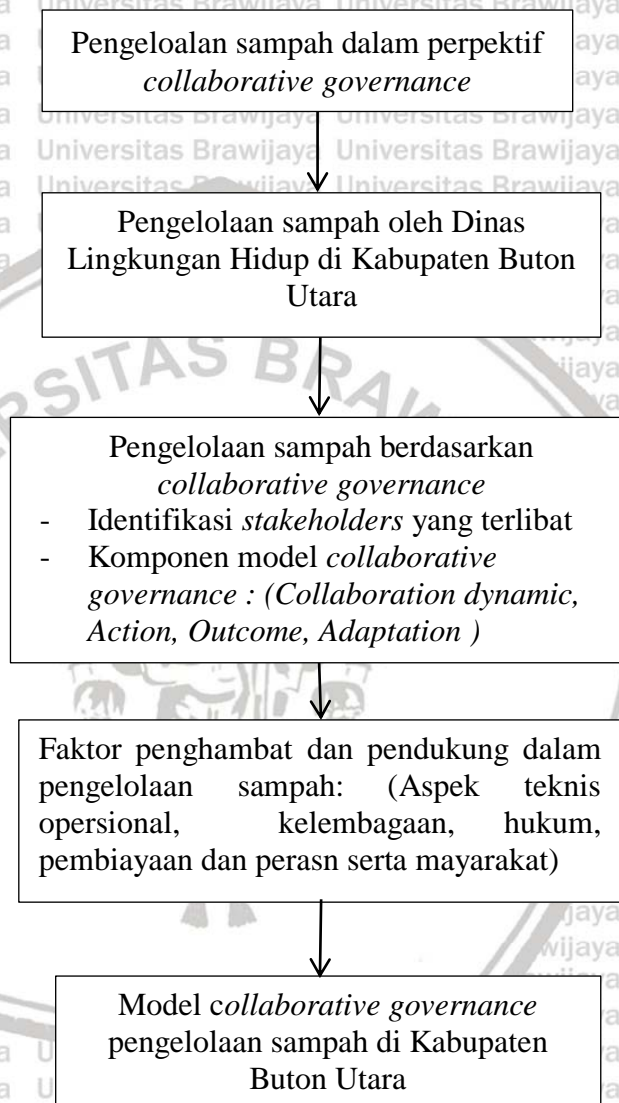 Pengeloalan sampah dalam perpektif
collaborative governance
Pengelolaan sampah oleh Dinas
Lingkungan Hidup di Kabupaten Buton
Utara
Pengelolaan sampah berdasarkan
collaborative governance
- Identifikasi stakeholders yang terlibat
- Komponen model collaborative
governance : (Collaboration dynamic,
Action, Outcome, Adaptation )
Faktor penghambat dan pendukung dalam
pengelolaan sampah: (Aspek teknis
opersional, kelembagaan, hukum,
pembiayaan dan perasn serta mayarakat)
Model collaborative governance
pengelolaan sampah di Kabupaten
Buton Utara